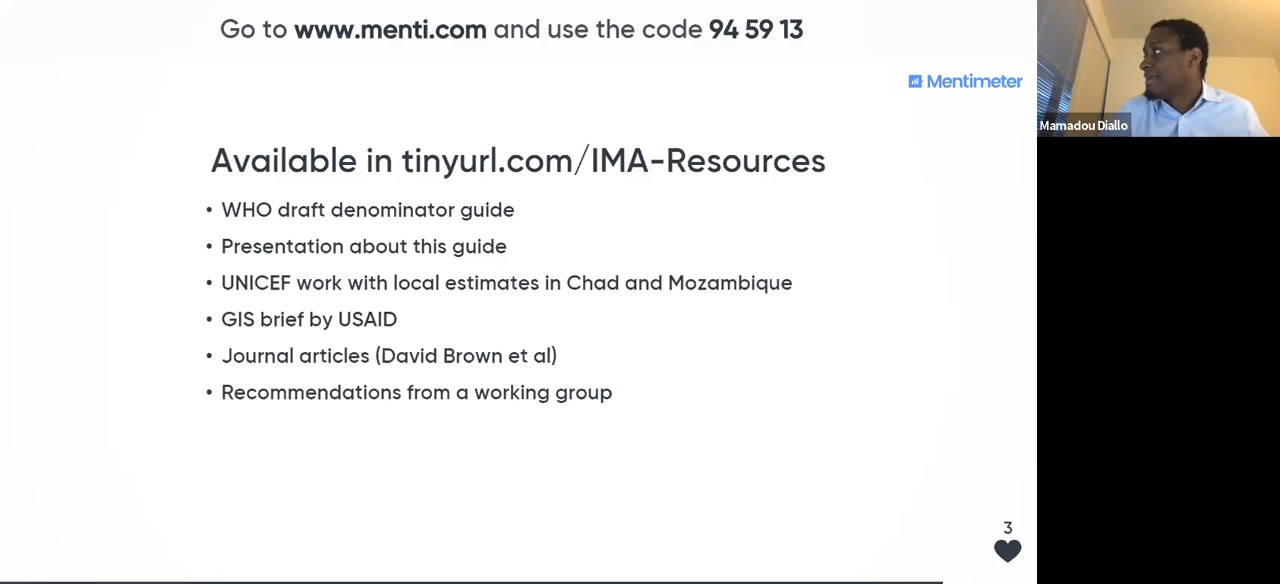 Go to www.menti.com and use the code 94 59 13
Mentimeter
Mamadou Diallo
Available in tinyurl.com/IMA-Resources
• WHO draft denominator guide
• Presentation about this guide
• UNICEF work with local estimates in Chad and Mozambique
• GIS brief by USAID
• Journal articles (David Brown et al)
• Recommendations from a working group
3